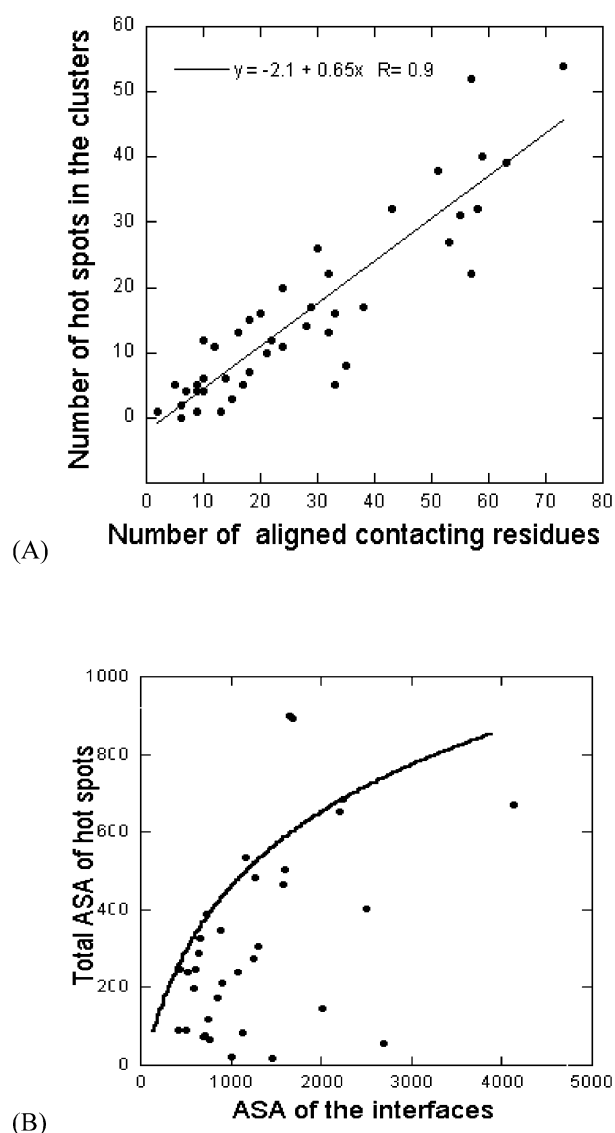 60
50
40
30
20
10
0
y = -2.1 + 0.65x R= 0.9
Number of hot spots in the clusters
0 10 20 30 40 50 60 70 80
Number of aligned contacting residues
(A)
1000
800
600
400
200
0
Total ASA of hot spots
0 1000 2000 3000 4000 5000
ASA of the interfaces
(B)